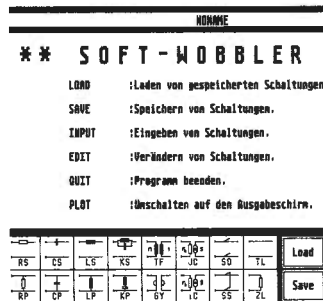 NONAME
** SOFT-WOBBLER
LOAD :Laden von gespeicherten Schaltungen
SAVE :Speichern von Schaltungen.
INPUT :Eingeben von Schaltungen.
EDIT :Verändern von Schaltungen.
QUIT :Programm beenden.
PLOT :Umschalten auf den Ausgabeschirm.
RS CS LS KS TF JC SO TL Load
RP CP LP KP GY iC SS ZL Save